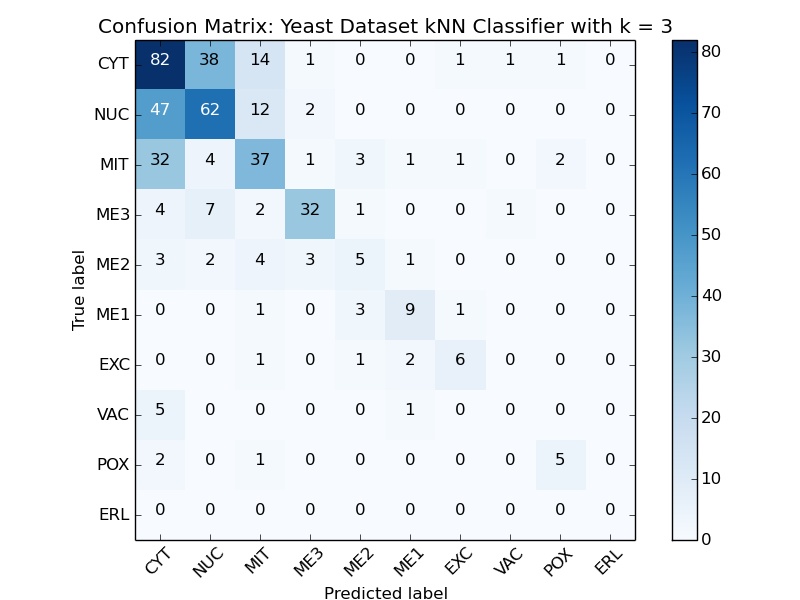 Confusion Matrix: Yeast Dataset kNN Classifier with k = 3
CYT 82 38 14 1 0 0 1 1 1 0
NUC 47 62 12 2 0 0 0 0 0 0
MIT 32 4 37 1 3 1 1 0 2 0
ME3 4 7 2 32 1 0 0 1 0 0
ME2 3 2 4 3 5 1 0 0 0 0
ME1 0 0 1 0 3 9 1 0 0 0
EXC 0 0 1 0 1 2 6 0 0 0
VAC 5 0 0 0 0 1 0 0 0 0
POX 2 0 1 0 0 0 0 0 5 0
ERL 0 0 0 0 0 0 0 0 0 0
CYT NUC MIT ME3 ME2 ME1 EXC VAC POX ERL
True label
Predicted label
80
70
60
50
40
30
20
10
0